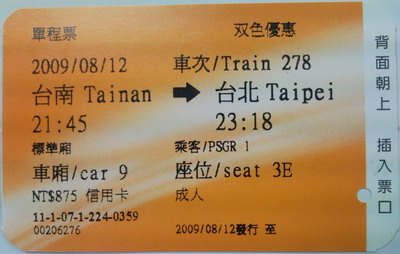 單程票 双色優惠
2009/08/12 車次/Train 278
台南 Tainan → 台北 Taipei
21:45 23:18
標準廂 乘客/PSGR 1
車廂/car 9 座位/seat 3E
NT$875 信用卡 成人
11-1-07-1-224-0359
00206276 2009/08/12發行 至
背面朝上 插入票口